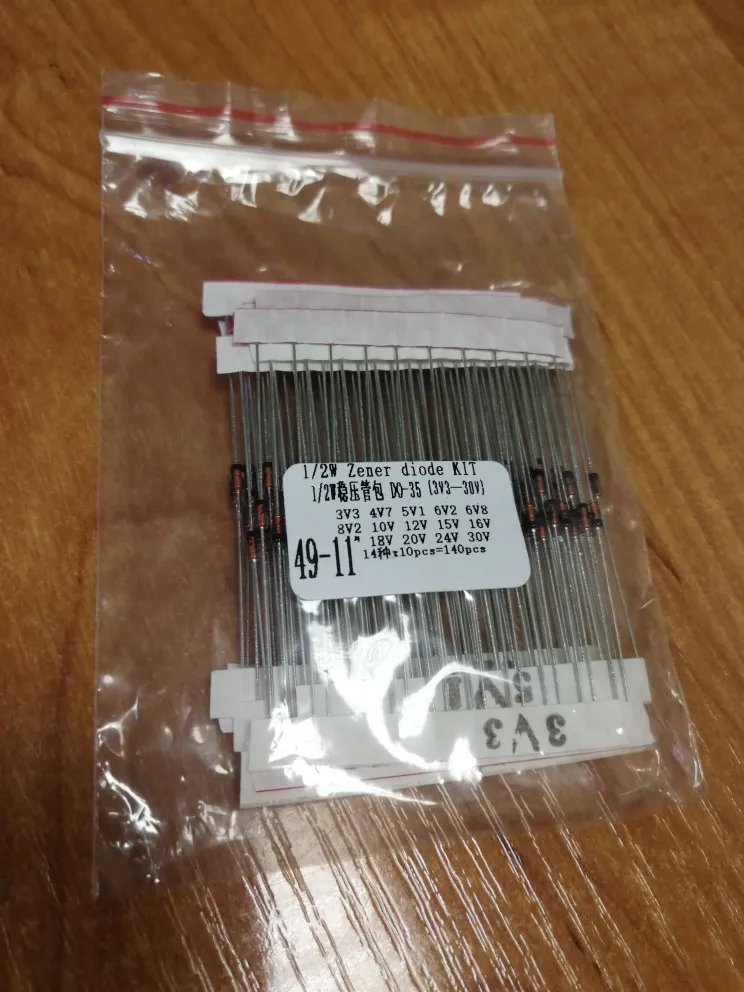 1/2W Zener diode KIT
1/2W稳压管包 DO-35 (3V3—30V)
3V3 4V7 5V1 6V2 6V8
8V2 10V 12V 15V 16V
18V 20V 24V 30V
49-11"
14种x10pcs=140pcs
3V3